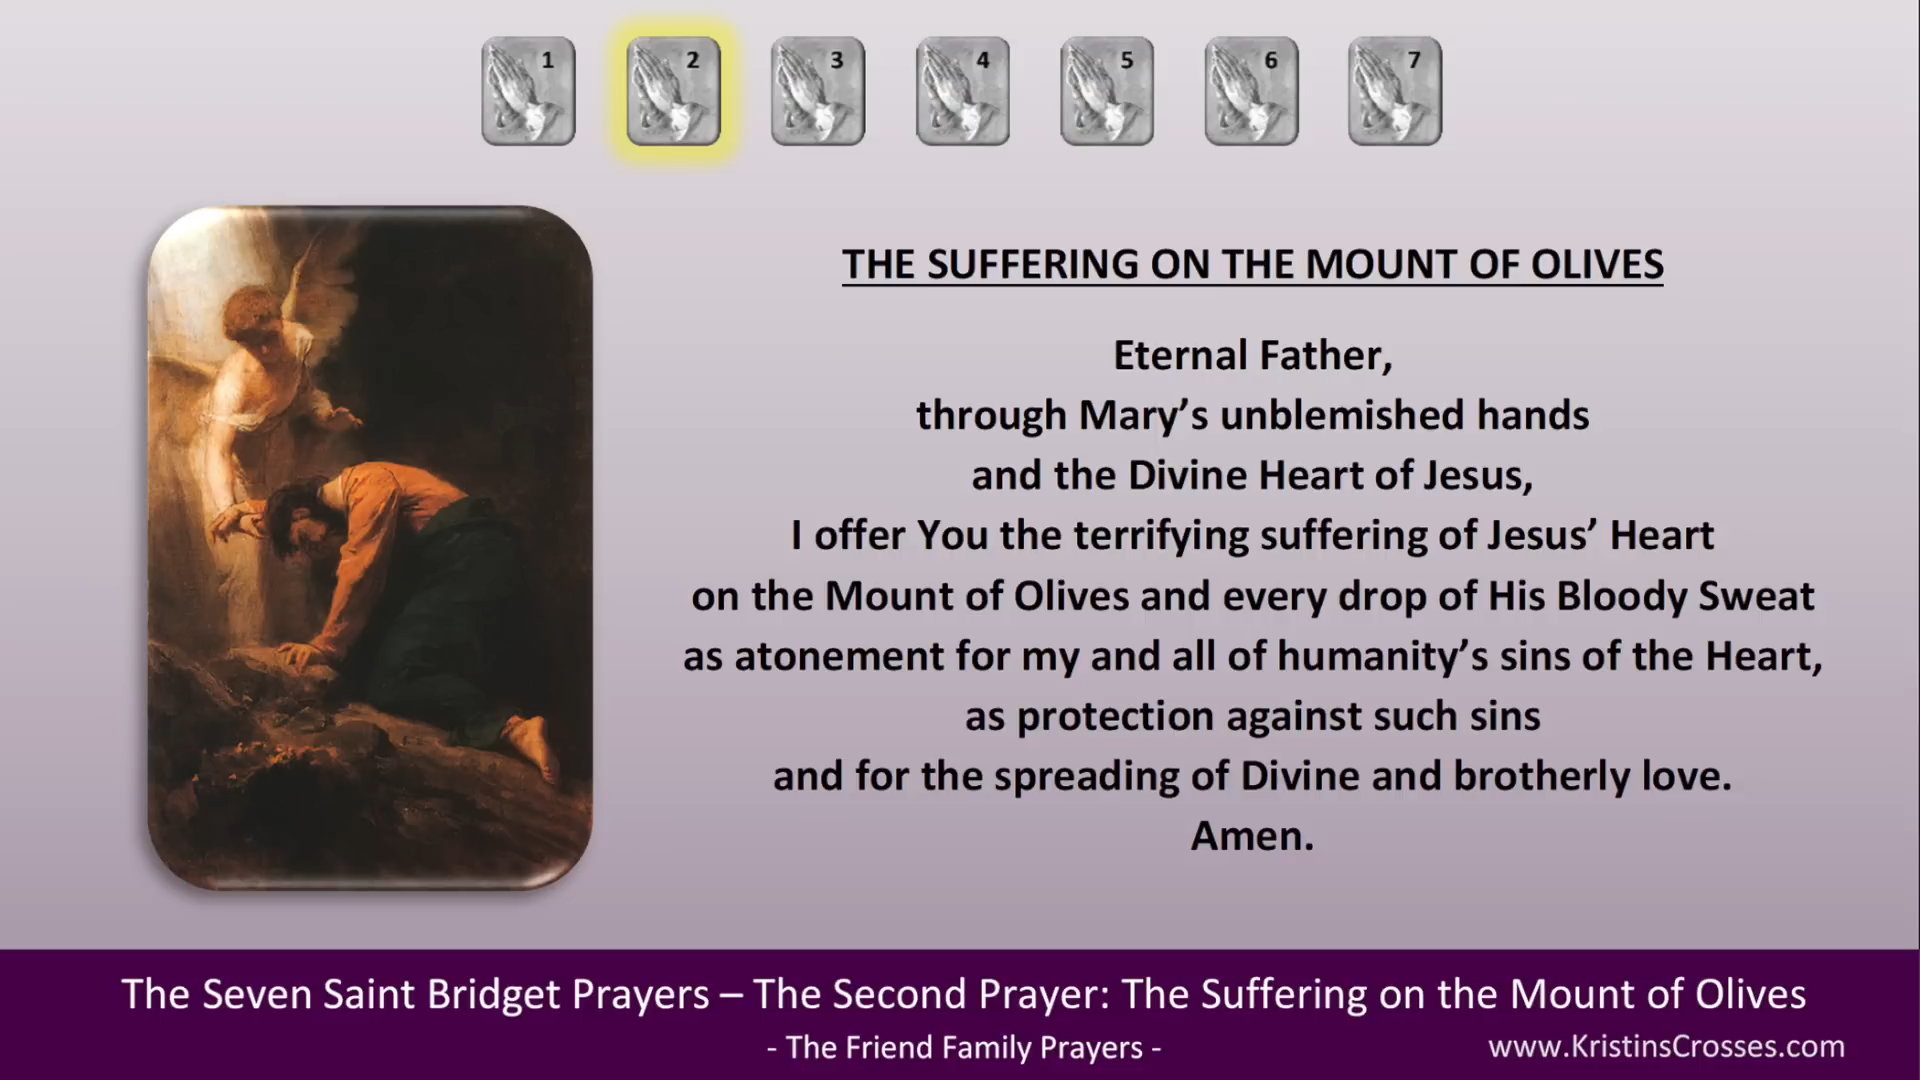 1 2 3 4 5 6 7
THE SUFFERING ON THE MOUNT OF OLIVES
Eternal Father,
through Mary’s unblemished hands
and the Divine Heart of Jesus,
I offer You the terrifying suffering of Jesus’ Heart
on the Mount of Olives and every drop of His Bloody Sweat
as atonement for my and all of humanity’s sins of the Heart,
as protection against such sins
and for the spreading of Divine and brotherly love.
Amen.
The Seven Saint Bridget Prayers – The Second Prayer: The Suffering on the Mount of Olives
- The Friend Family Prayers -
www.KristinsCrosses.com